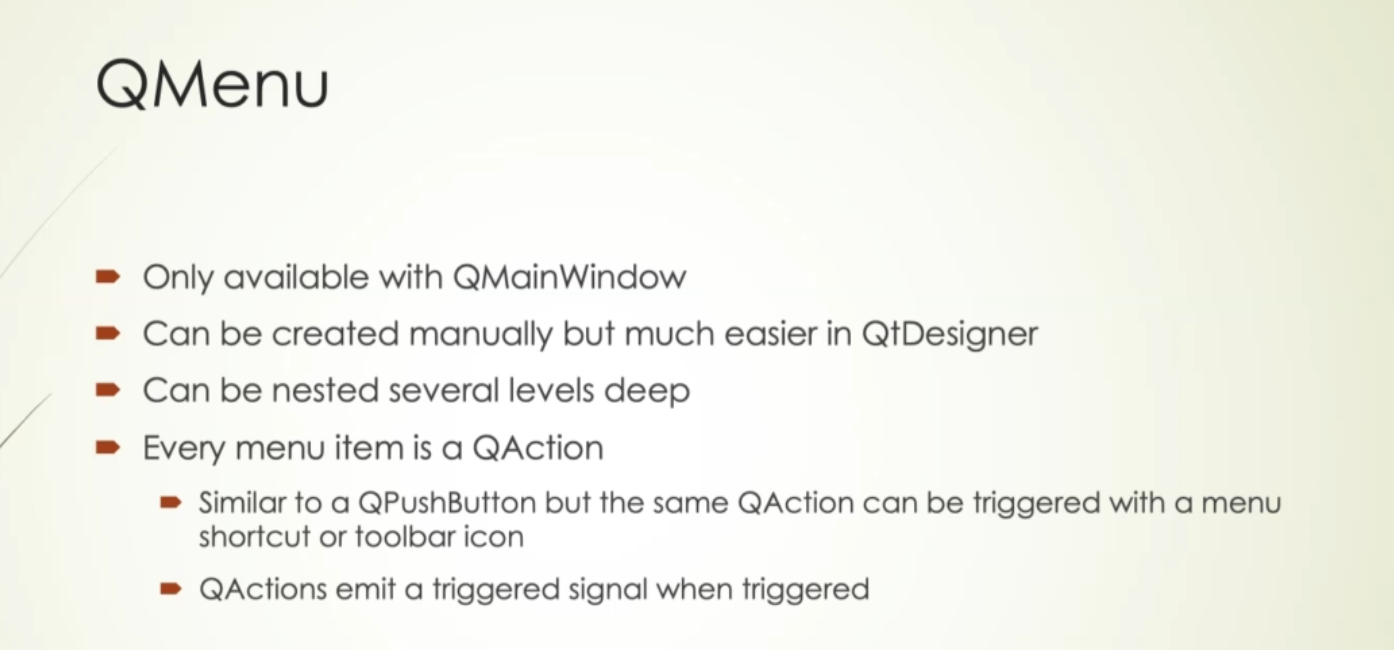 QMenu
Only available with QMainWindow
Can be created manually but much easier in QtDesigner
Can be nested several levels deep
Every menu item is a QAction
Similar to a QPushButton but the same QAction can be triggered with a menu
shortcut or toolbar icon
QActions emit a triggered signal when triggered